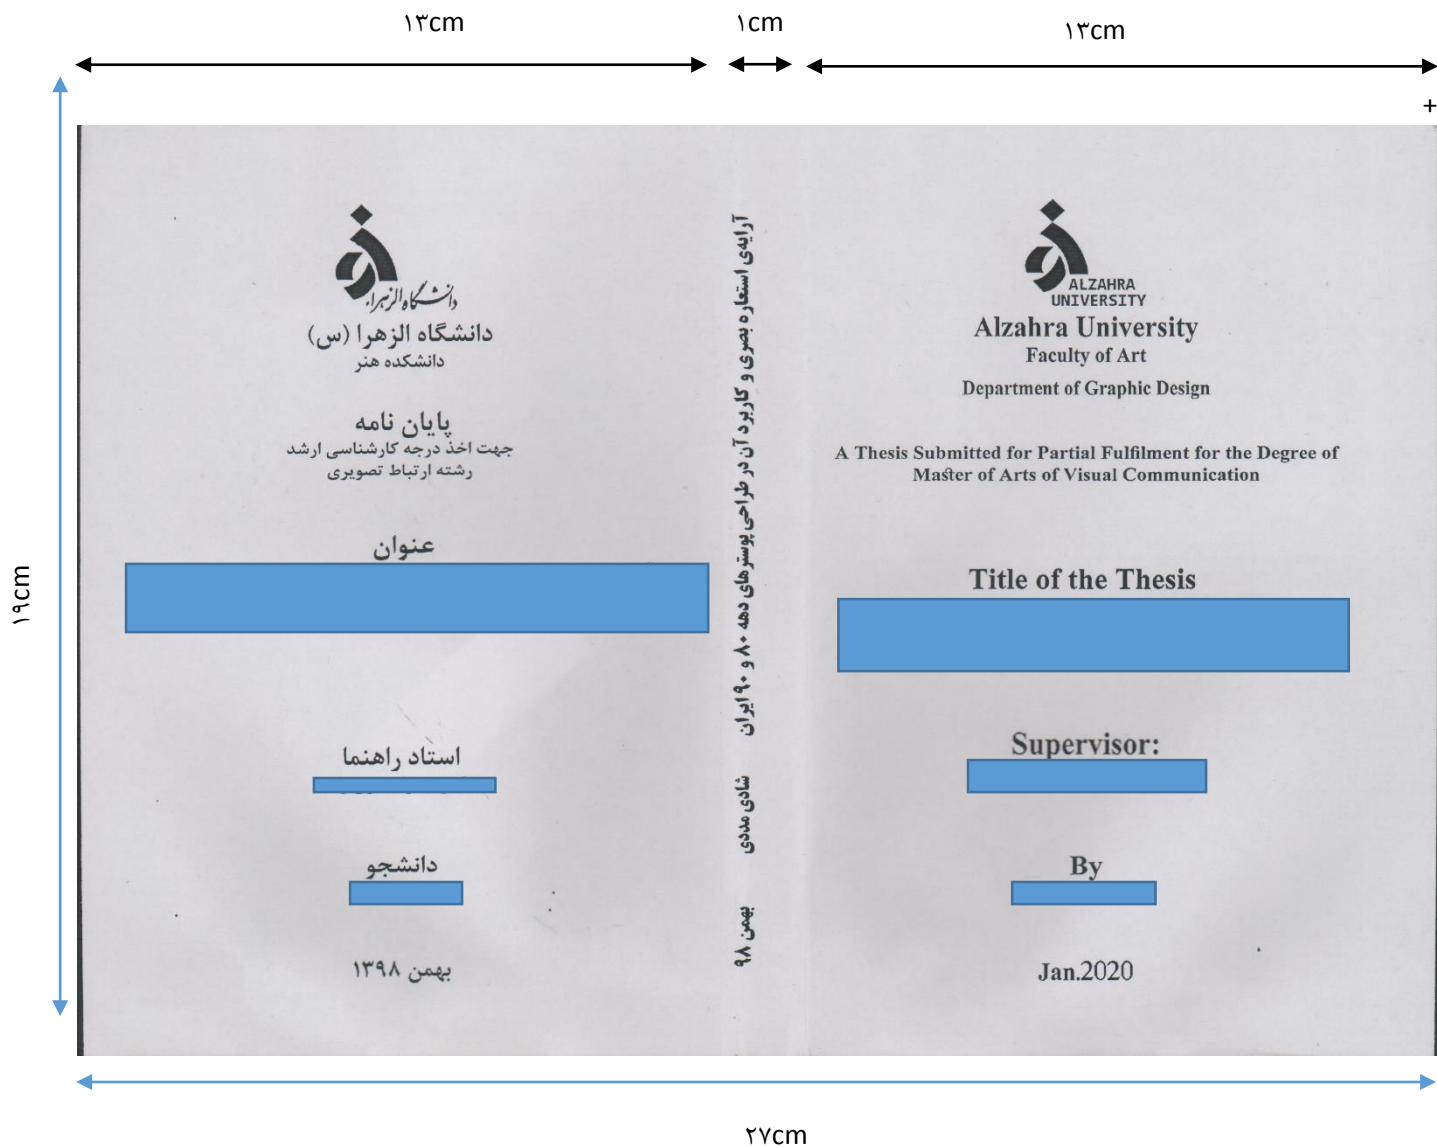 ۱۳cm
۱cm
۱۳cm
+
۱۹cm
دانشگاه الزهراء
دانشگاه الزهرا (س)
دانشکده هنر
پایان نامه
جهت اخذ درجه کارشناسی ارشد
رشته ارتباط تصویری
عنوان
استاد راهنما
دانشجو
بهمن ۱۳۹۸
آرایه‌ی استعاره بصری و کاربرد آن در طراحی پوسترهای دهه ۸۰ و ۹۰ ایران
شادی مددی
بهمن ۹۸
ALZAHRA
UNIVERSITY
Alzahra University
Faculty of Art
Department of Graphic Design
A Thesis Submitted for Partial Fulfilment for the Degree of
Master of Arts of Visual Communication
Title of the Thesis
Supervisor:
By
Jan.2020
۲۷cm